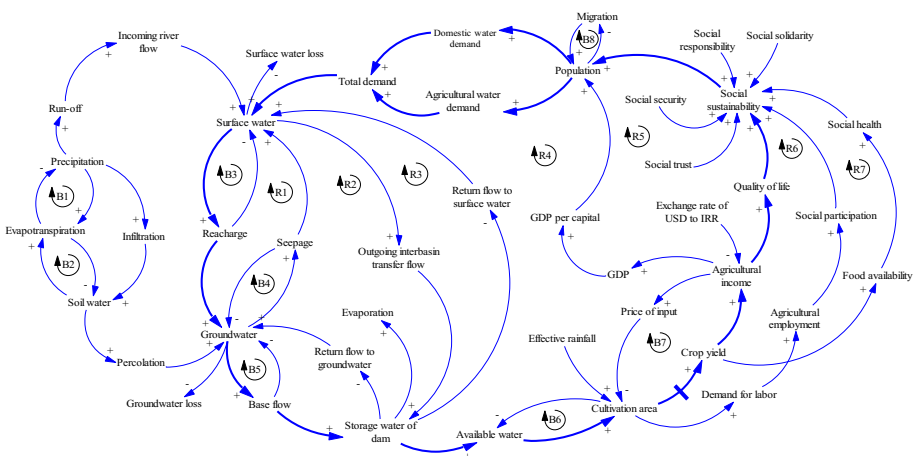 Migration
Incoming river
flow
Social
responsibility
Social solidarity
Domestic water
demand
B8
Surface water loss
Population
Total demand
Agricultural water
demand
Social security
Social
sustainability
Run-off
Surface water
Social health
R5
R6
Precipitation
B3
R1
R2
R3
R4
Social trust
R7
B1
Return flow to
surface water
Quality of life
Evapotranspiration
Infiltration
Reacharge
Seepage
GDP per capital
Exchange rate of
USD to IRR
Social participation
Outgoing interbasin
transfer flow
B2
B4
GDP
Agricultural
income
Food availability
Soil water
Evaporation
Price of input
Agricultural
employment
Groundwater
Effective rainfall
B7
Crop yield
Percolation
B5
Return flow to
groundwater
Groundwater loss
Base flow
Cultivation area
Demand for labor
B6
Storage water of
dam
Available water